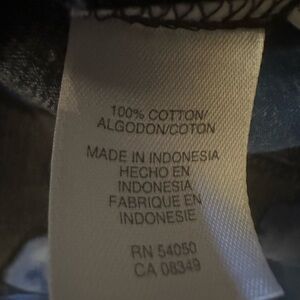 100% COTTON/
ALGODON/COTON
MADE IN INDONESIA
HECHO EN
INDONESIA
FABRIQUE EN
INDONESIE
RN 54050
CA 08349